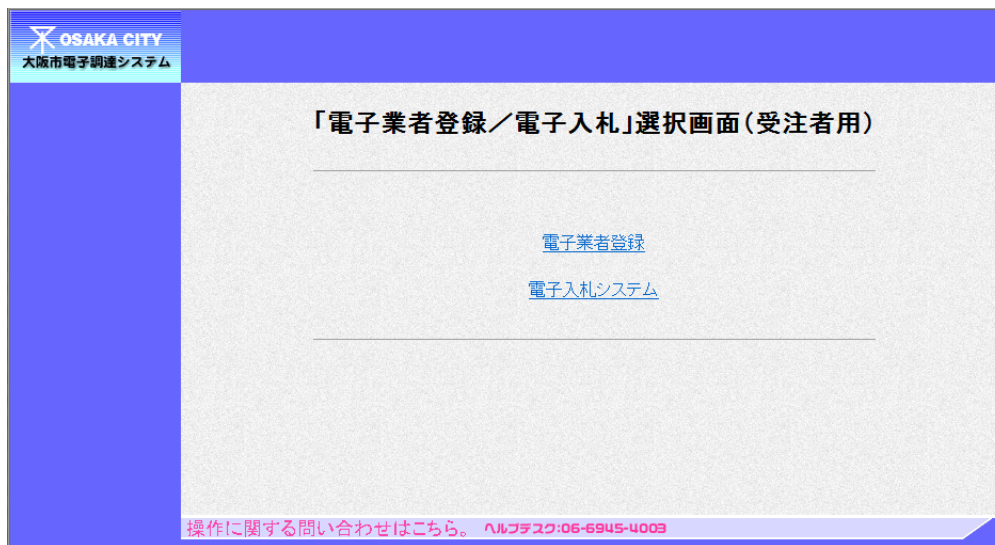 OSAKA CITY
大阪市電子調達システム
「電子業者登録／電子入札」選択画面(受注者用)
電子業者登録
電子入札システム
操作に関する問い合わせはこちら。 ヘルプデスク:06-6945-4003